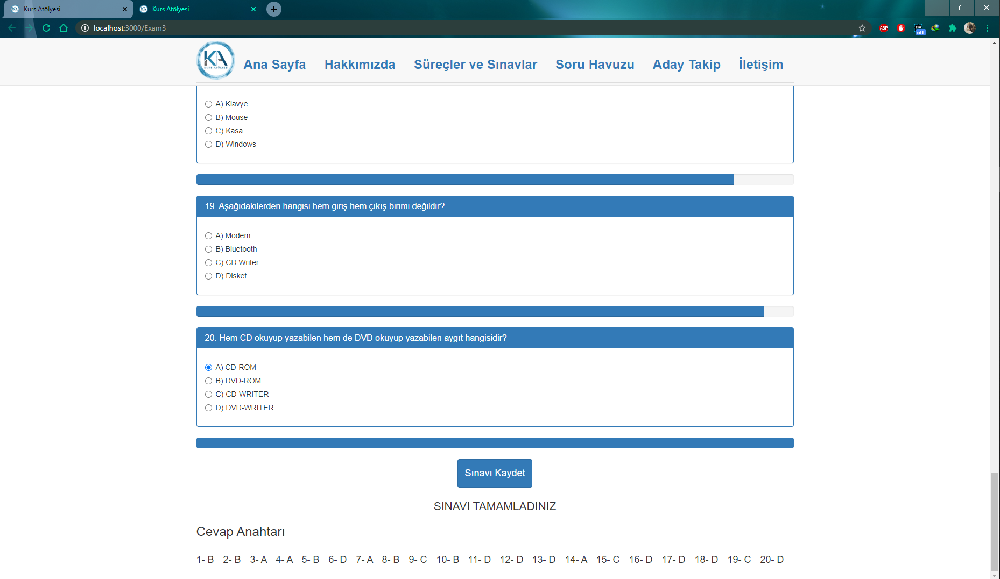 Kurs Atölyesi
Kurs Atölyesi
localhost:3000/Exam3
ABP
off
KA
KURS ATÖLYESİ
Ana Sayfa Hakkımızda Süreçler ve Sınavlar Soru Havuzu Aday Takip İletişim
A) Klavye
B) Mouse
C) Kasa
D) Windows
19. Aşağıdakilerden hangisi hem giriş hem çıkış birimi değildir?
A) Modem
B) Bluetooth
C) CD Writer
D) Disket
20. Hem CD okuyup yazabilen hem de DVD okuyup yazabilen aygıt hangisidir?
A) CD-ROM
B) DVD-ROM
C) CD-WRITER
D) DVD-WRITER
Sınavı Kaydet
SINAVI TAMAMLADINIZ
Cevap Anahtarı
1- B 2- B 3- A 4- A 5- B 6- D 7- A 8- B 9- C 10- B 11- D 12- D 13- D 14- A 15- C 16- D 17- D 18- D 19- C 20- D